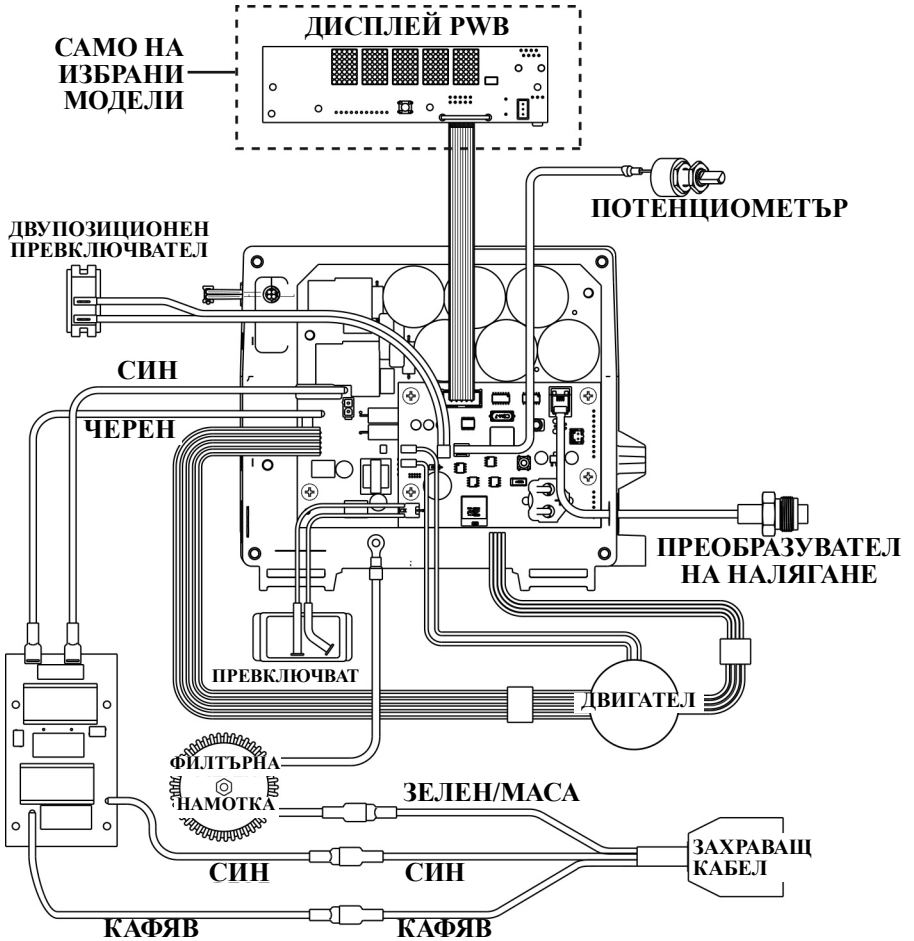 ДИСПЛЕЙ PWB
САМО НА
ИЗБРАНИ
МОДЕЛИ
ПОТЕНЦИОМЕТЪР
ДВУПОЗИЦИОНЕН
ПРЕВКЛЮЧВАТЕЛ
СИН
ЧЕРЕН
ПРЕОБРАЗУВАТЕЛ
НА НАЛЯГАНЕ
ПРЕВКЛЮЧВАТ
ДВИГАТЕЛ
ФИЛТЪРНА
НАМОТКА
ЗЕЛЕН/МАСА
СИН
СИН
ЗАХРАВАЩ
КАБЕЛ
КАФЯВ
КАФЯВ